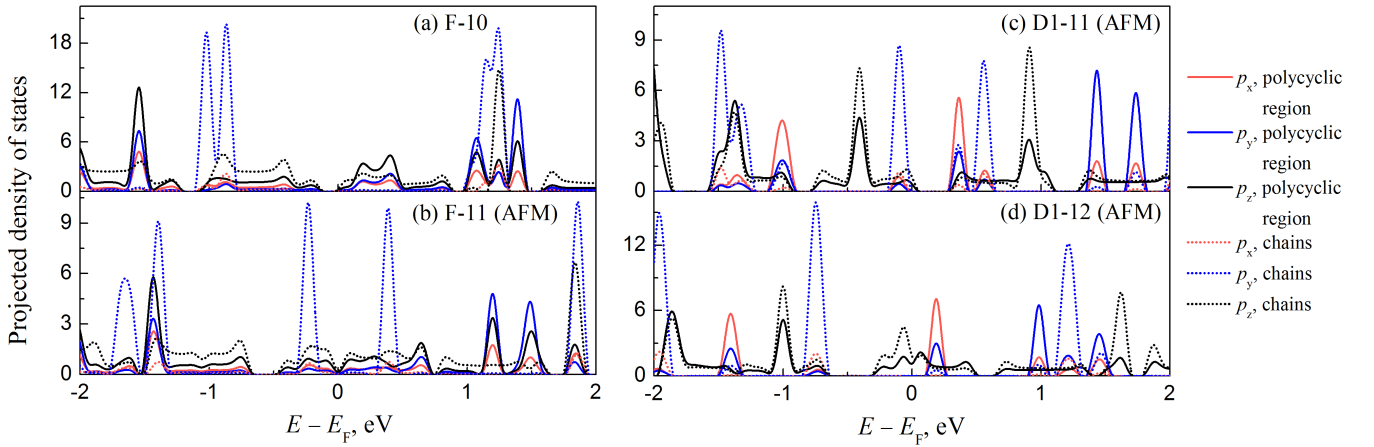 Projected density of states
(a) F-10
18
12
6
0
(b) F-11 (AFM)
9
6
3
0
-2 -1 0 1 2
E – EF, eV
(c) D1-11 (AFM)
9
6
3
0
(d) D1-12 (AFM)
12
6
0
-2 -1 0 1 2
E – EF, eV
px, polycyclic
region
py, polycyclic
region
pz, polycyclic
region
px, chains
py, chains
pz, chains